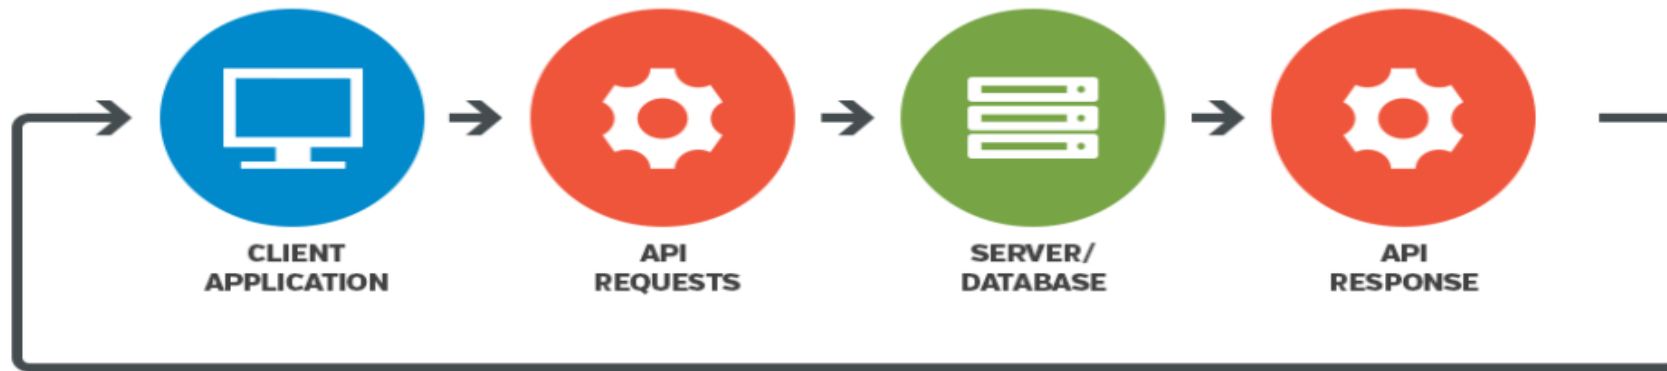 CLIENT
APPLICATION
API
REQUESTS
SERVER/
DATABASE
API
RESPONSE